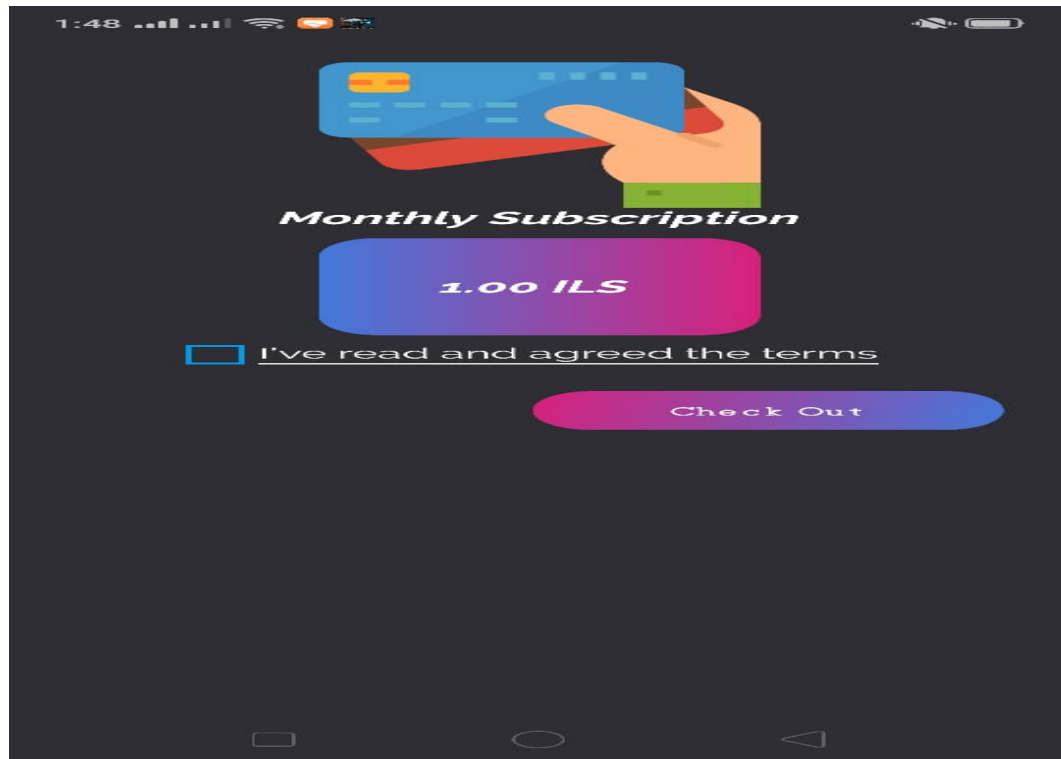 1:48
Monthly Subscription
1.00 ILS
I've read and agreed the terms
Check Out